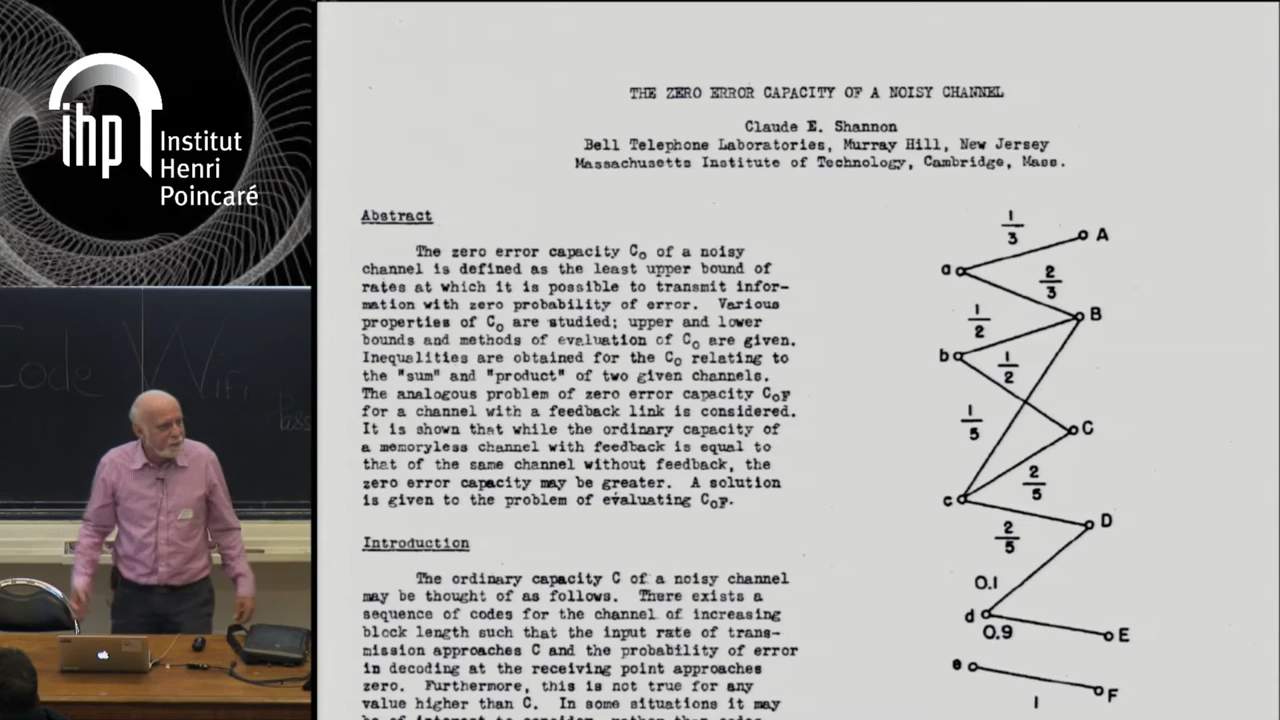 ihp
Institut
Henri
Poincaré
Code Wifi
THE ZERO ERROR CAPACITY OF A NOISY CHANNEL
Claude E. Shannon
Bell Telephone Laboratories, Murray Hill, New Jersey
Massachusetts Institute of Technology, Cambridge, Mass.
Abstract
The zero error capacity C₀ of a noisy
channel is defined as the least upper bound of
rates at which it is possible to transmit infor-
mation with zero probability of error. Various
properties of C₀ are studied; upper and lower
bounds and methods of evaluation of C₀ are given.
Inequalities are obtained for the C₀ relating to
the "sum" and "product" of two given channels.
The analogous problem of zero error capacity C₀F
for a channel with a feedback link is considered.
It is shown that while the ordinary capacity of
a memoryless channel with feedback is equal to
that of the same channel without feedback, the
zero error capacity may be greater. A solution
is given to the problem of evaluating C₀F.
Introduction
The ordinary capacity C of a noisy channel
may be thought of as follows. There exists a
sequence of codes for the channel of increasing
block length such that the input rate of trans-
mission approaches C and the probability of error
in decoding at the receiving point approaches
zero. Furthermore, this is not true for any
value higher than C. In some situations it may
be of interest to consider, rather than codes
1/3
A
a
2/3
1/2
B
b
1/2
1/5
C
2/5
c
D
2/5
0.1
d
0.9
E
e
F
1